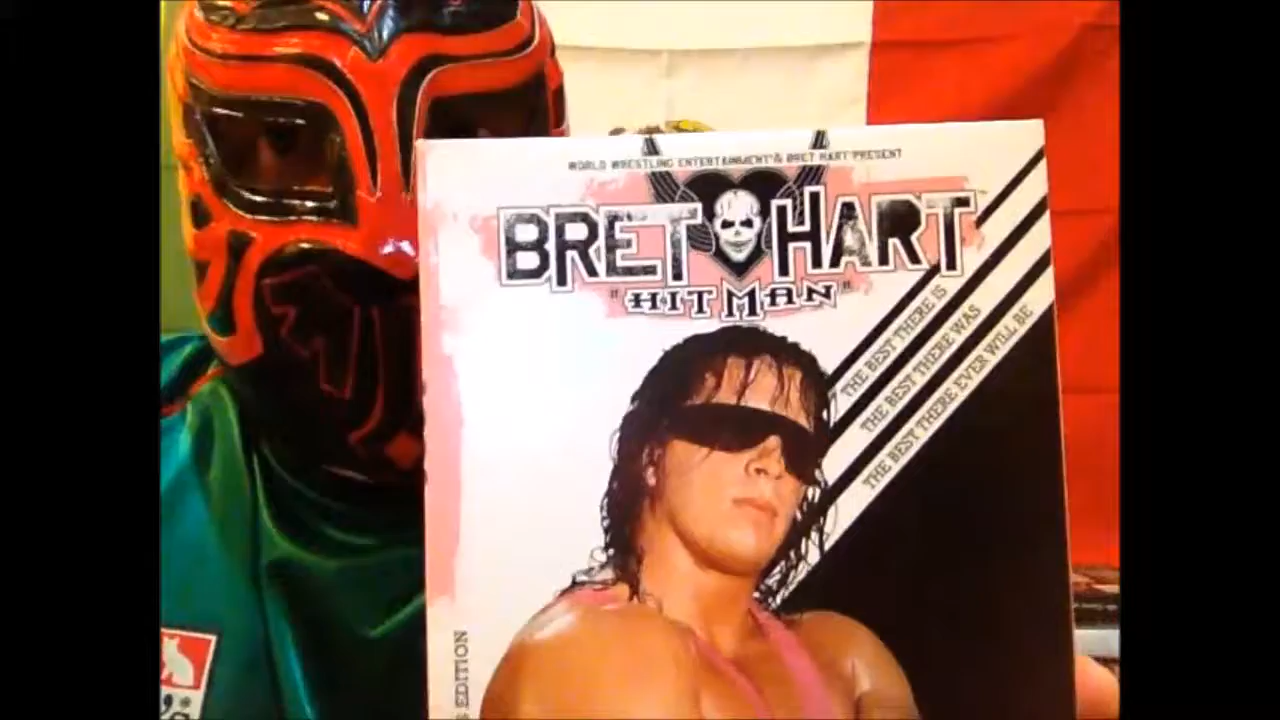 WORLD WRESTLING ENTERTAINMENT & BRET HART PRESENT
BRET HART
"HITMAN"
THE BEST THERE IS
THE BEST THERE WAS
THE BEST THERE EVER WILL BE
EDITION